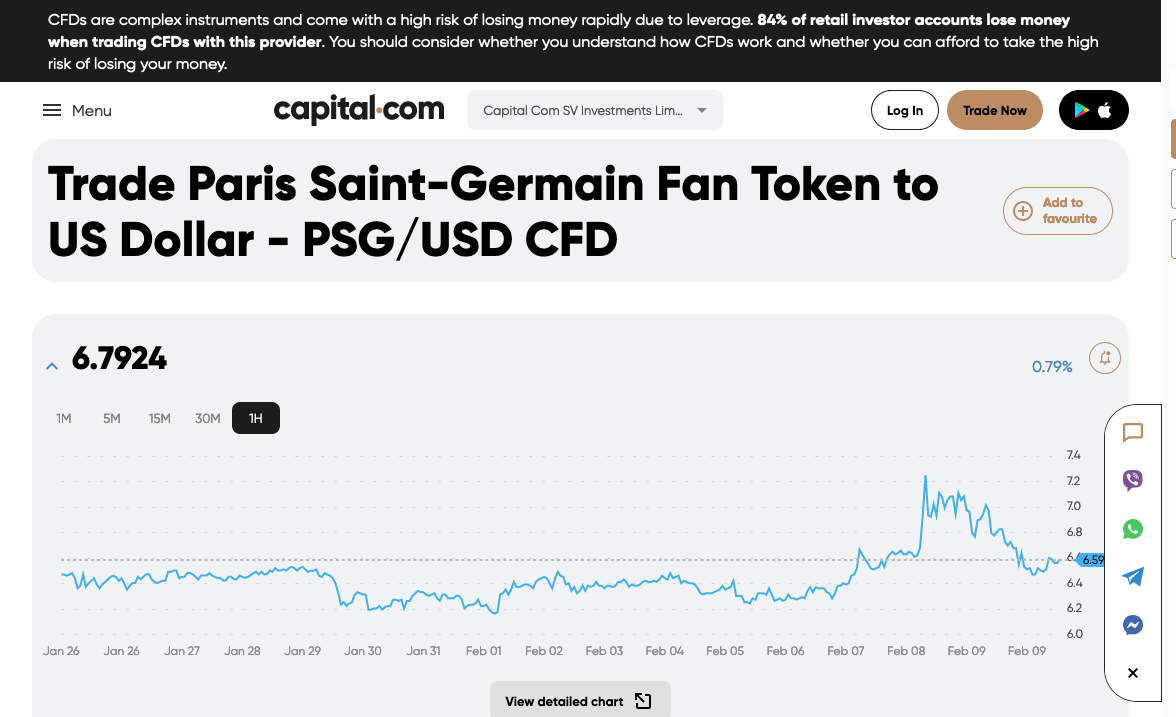 CFDs are complex instruments and come with a high risk of losing money rapidly due to leverage. 84% of retail investor accounts lose money
when trading CFDs with this provider. You should consider whether you understand how CFDs work and whether you can afford to take the high
risk of losing your money.
Menu
capital.com
Capital Com SV Investments Lim...
Log In
Trade Now
Trade Paris Saint-Germain Fan Token to
US Dollar - PSG/USD CFD
Add to
favourite
6.7924
0.79%
1M 5M 15M 30M 1H
7.4
7.2
7.0
6.8
6.59
6.4
6.2
6.0
Jan 26 Jan 26 Jan 27 Jan 28 Jan 29 Jan 30 Jan 31 Feb 01 Feb 02 Feb 03 Feb 04 Feb 05 Feb 06 Feb 07 Feb 08 Feb 09 Feb 09
View detailed chart